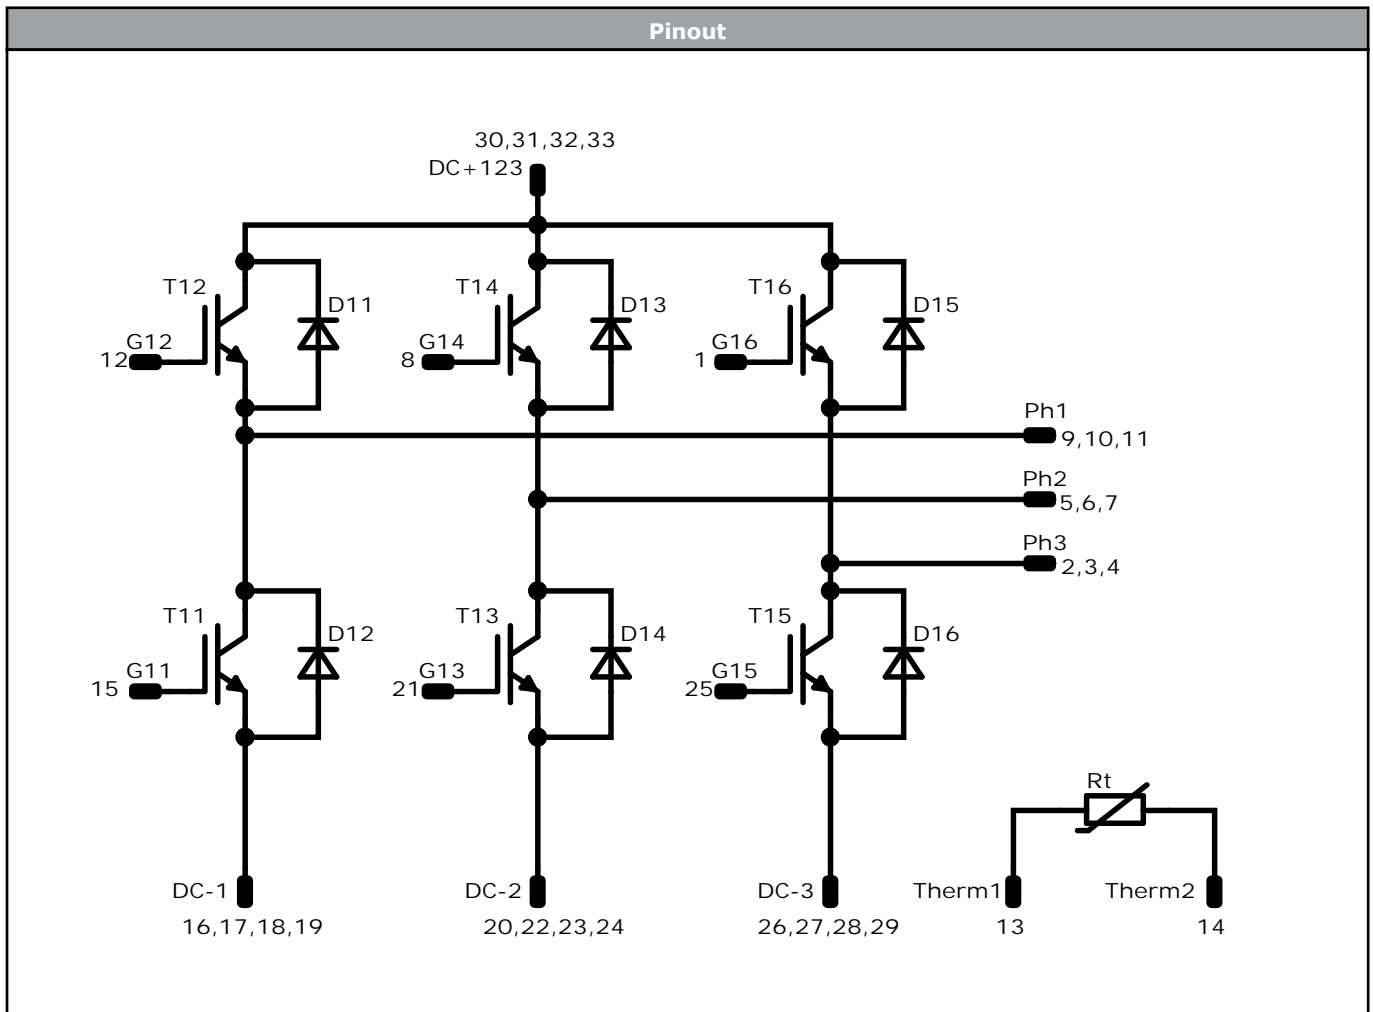 Pinout
30,31,32,33
DC+123
T12
T14
T16
D11
D13
D15
G12
G14
G16
12
8
1
Ph1
9,10,11
Ph2
5,6,7
Ph3
2,3,4
T11
T13
T15
D12
D14
D16
G11
G13
G15
15
21
25
Rt
DC-1
DC-2
DC-3
Therm1
Therm2
16,17,18,19
20,22,23,24
26,27,28,29
13
14